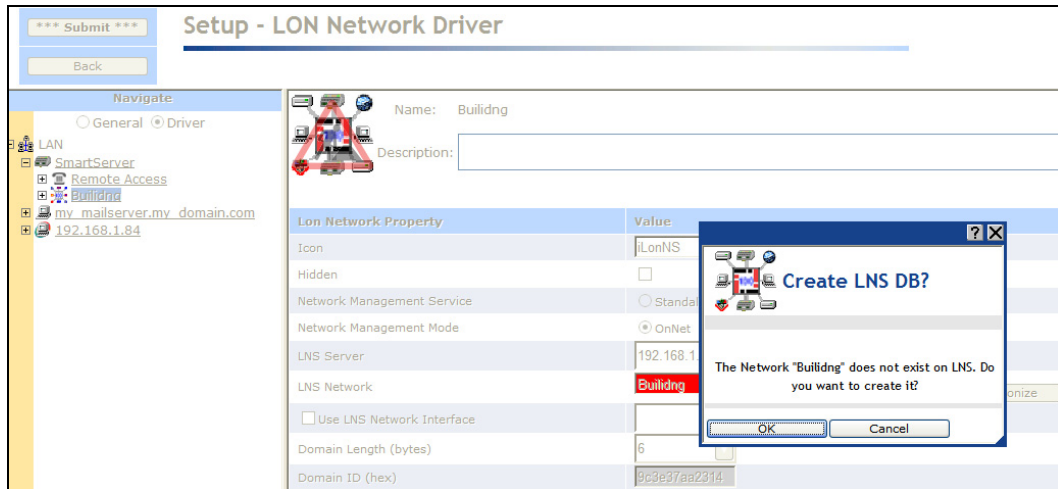 *** Submit ***
Setup - LON Network Driver
Back
Navigate
General Driver
LAN
SmartServer
Remote Access
Builidng
my_mailserver.my_domain.com
192.168.1.84
Name: Builidng
Description:
Lon Network Property Value
Icon iLonNS
Hidden
Network Management Service Standal
Network Management Mode OnNet
LNS Server 192.168.1.
LNS Network Builidng
onize
Use LNS Network Interface
Domain Length (bytes) 6
Domain ID (hex) 9c3e37aa2314
Create LNS DB?
The Network "Builidng" does not exist on LNS. Do
you want to create it?
OK Cancel